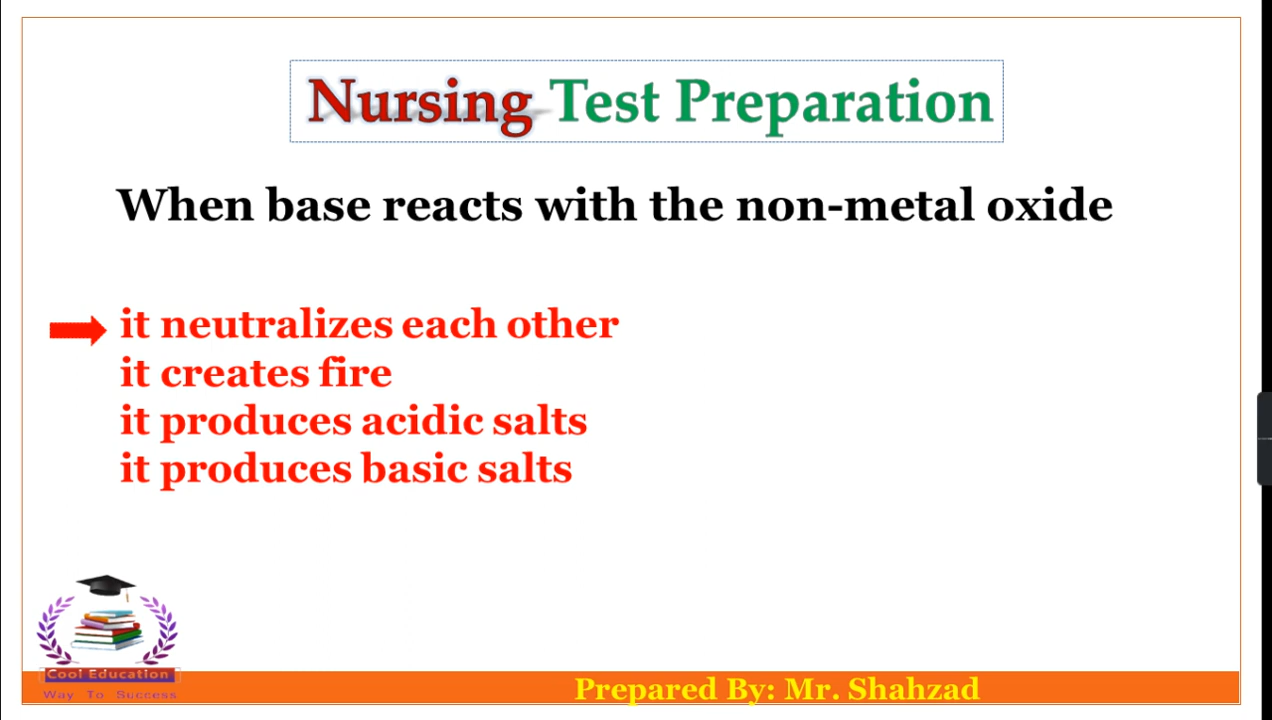 Nursing Test Preparation
When base reacts with the non-metal oxide
it neutralizes each other
it creates fire
it produces acidic salts
it produces basic salts
Cool Education
Way To Success
Prepared By: Mr. Shahzad